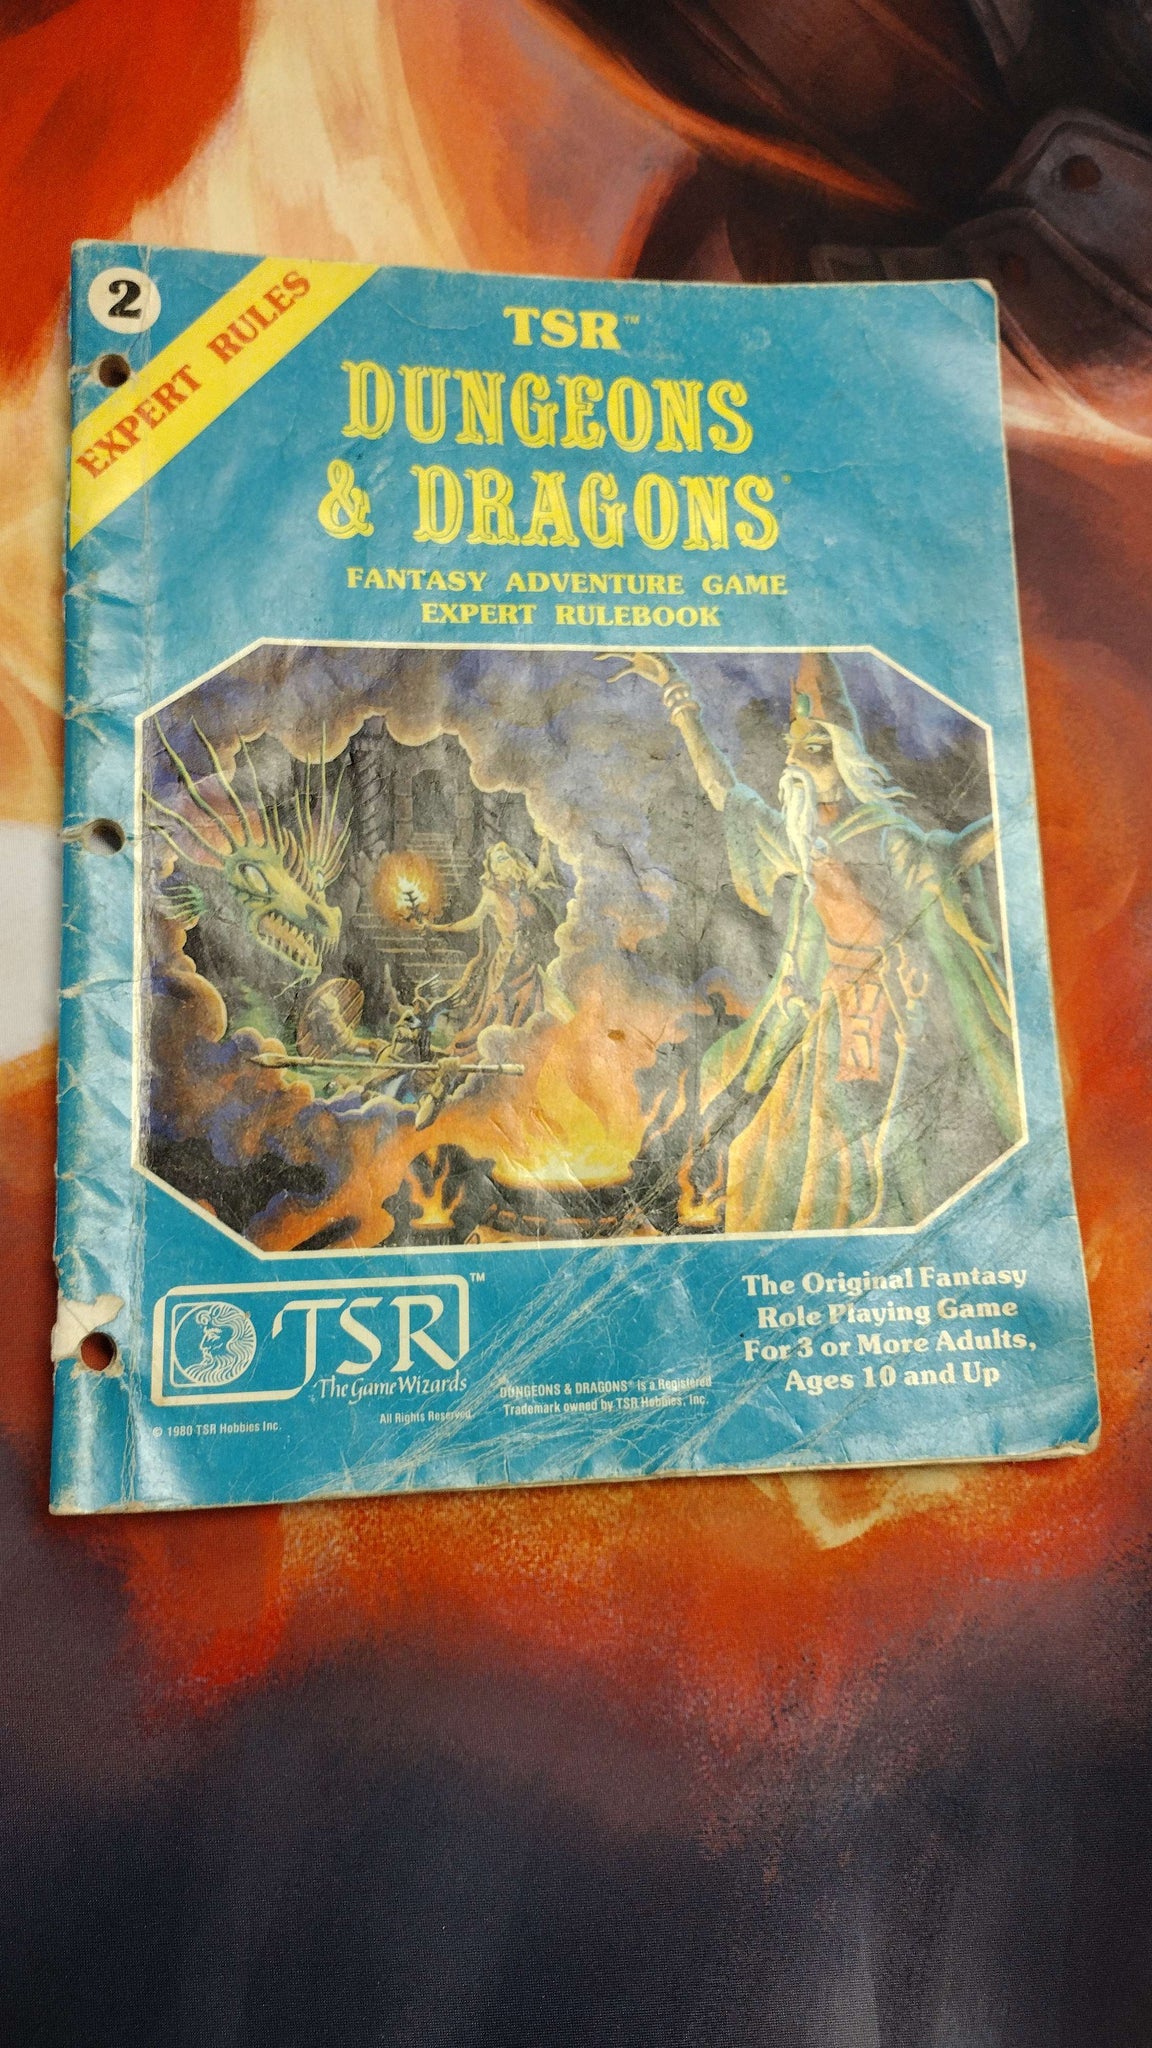 2
EXPERT RULES
TSR™
DUNGEONS
& DRAGONS®
FANTASY ADVENTURE GAME
EXPERT RULEBOOK
TSR™
The Game Wizards
© 1980 TSR Hobbies Inc.
All Rights Reserved
DUNGEONS & DRAGONS® is a Registered
Trademark owned by TSR Hobbies, Inc.
The Original Fantasy
Role Playing Game
For 3 or More Adults,
Ages 10 and Up